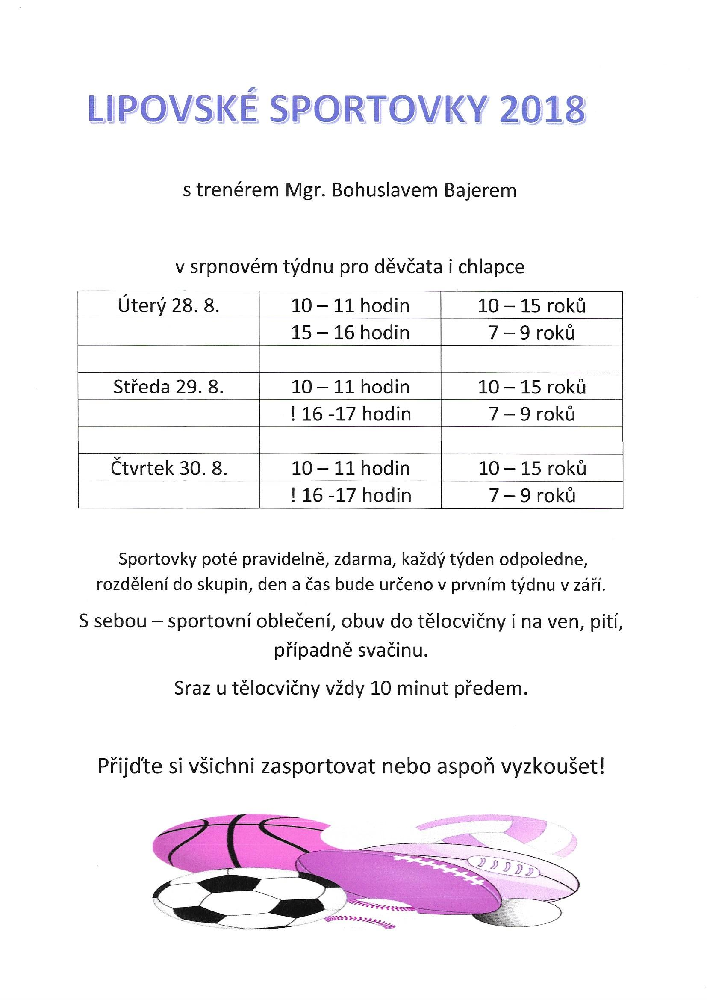 LIPOVSKÉ SPORTOVKY 2018
s trenérem Mgr. Bohuslavem Bajerem
v srpnovém týdnu pro děvčata i chlapce
Úterý 28. 8. 10 – 11 hodin 10 – 15 roků
15 – 16 hodin 7 – 9 roků
Středa 29. 8. 10 – 11 hodin 10 – 15 roků
! 16 -17 hodin 7 – 9 roků
Čtvrtek 30. 8. 10 – 11 hodin 10 – 15 roků
! 16 -17 hodin 7 – 9 roků
Sportovky poté pravidelně, zdarma, každý týden odpoledne,
rozdělení do skupin, den a čas bude určeno v prvním týdnu v září.
S sebou – sportovní oblečení, obuv do tělocvičny i na ven, pití,
případně svačinu.
Sraz u tělocvičny vždy 10 minut předem.
Přijďte si všichni zasportovat nebo aspoň vyzkoušet!